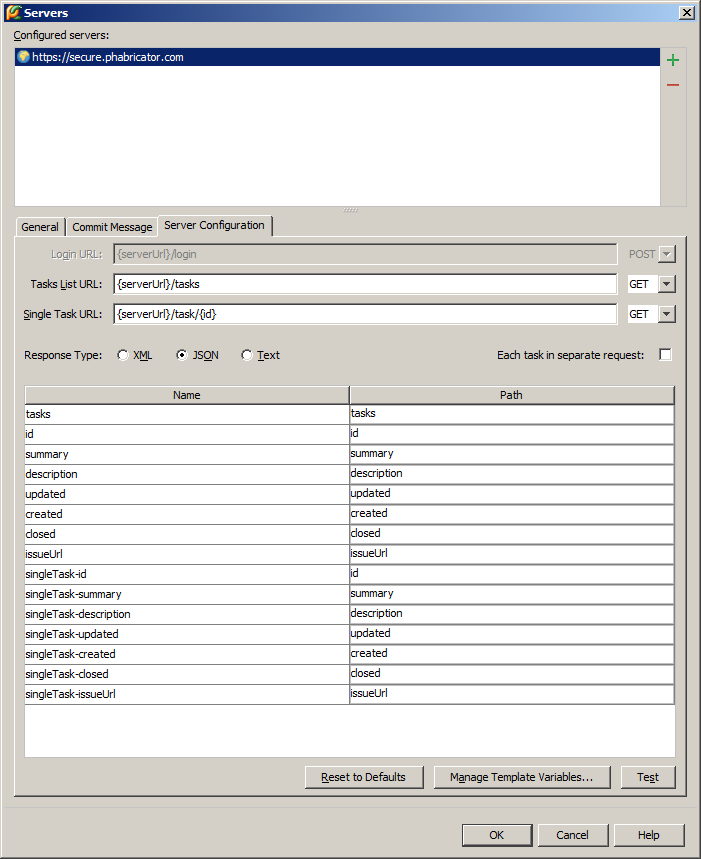 Servers
Configured servers:
https://secure.phabricator.com
General Commit Message Server Configuration
Login URL: {serverUrl}/login POST
Tasks List URL: {serverUrl}/tasks GET
Single Task URL: {serverUrl}/task/{id} GET
Response Type: XML JSON Text Each task in separate request:
Name Path
tasks tasks
id id
summary summary
description description
updated updated
created created
closed closed
issueUrl issueUrl
singleTask-id id
singleTask-summary summary
singleTask-description description
singleTask-updated updated
singleTask-created created
singleTask-closed closed
singleTask-issueUrl issueUrl
Reset to Defaults Manage Template Variables... Test
OK Cancel Help